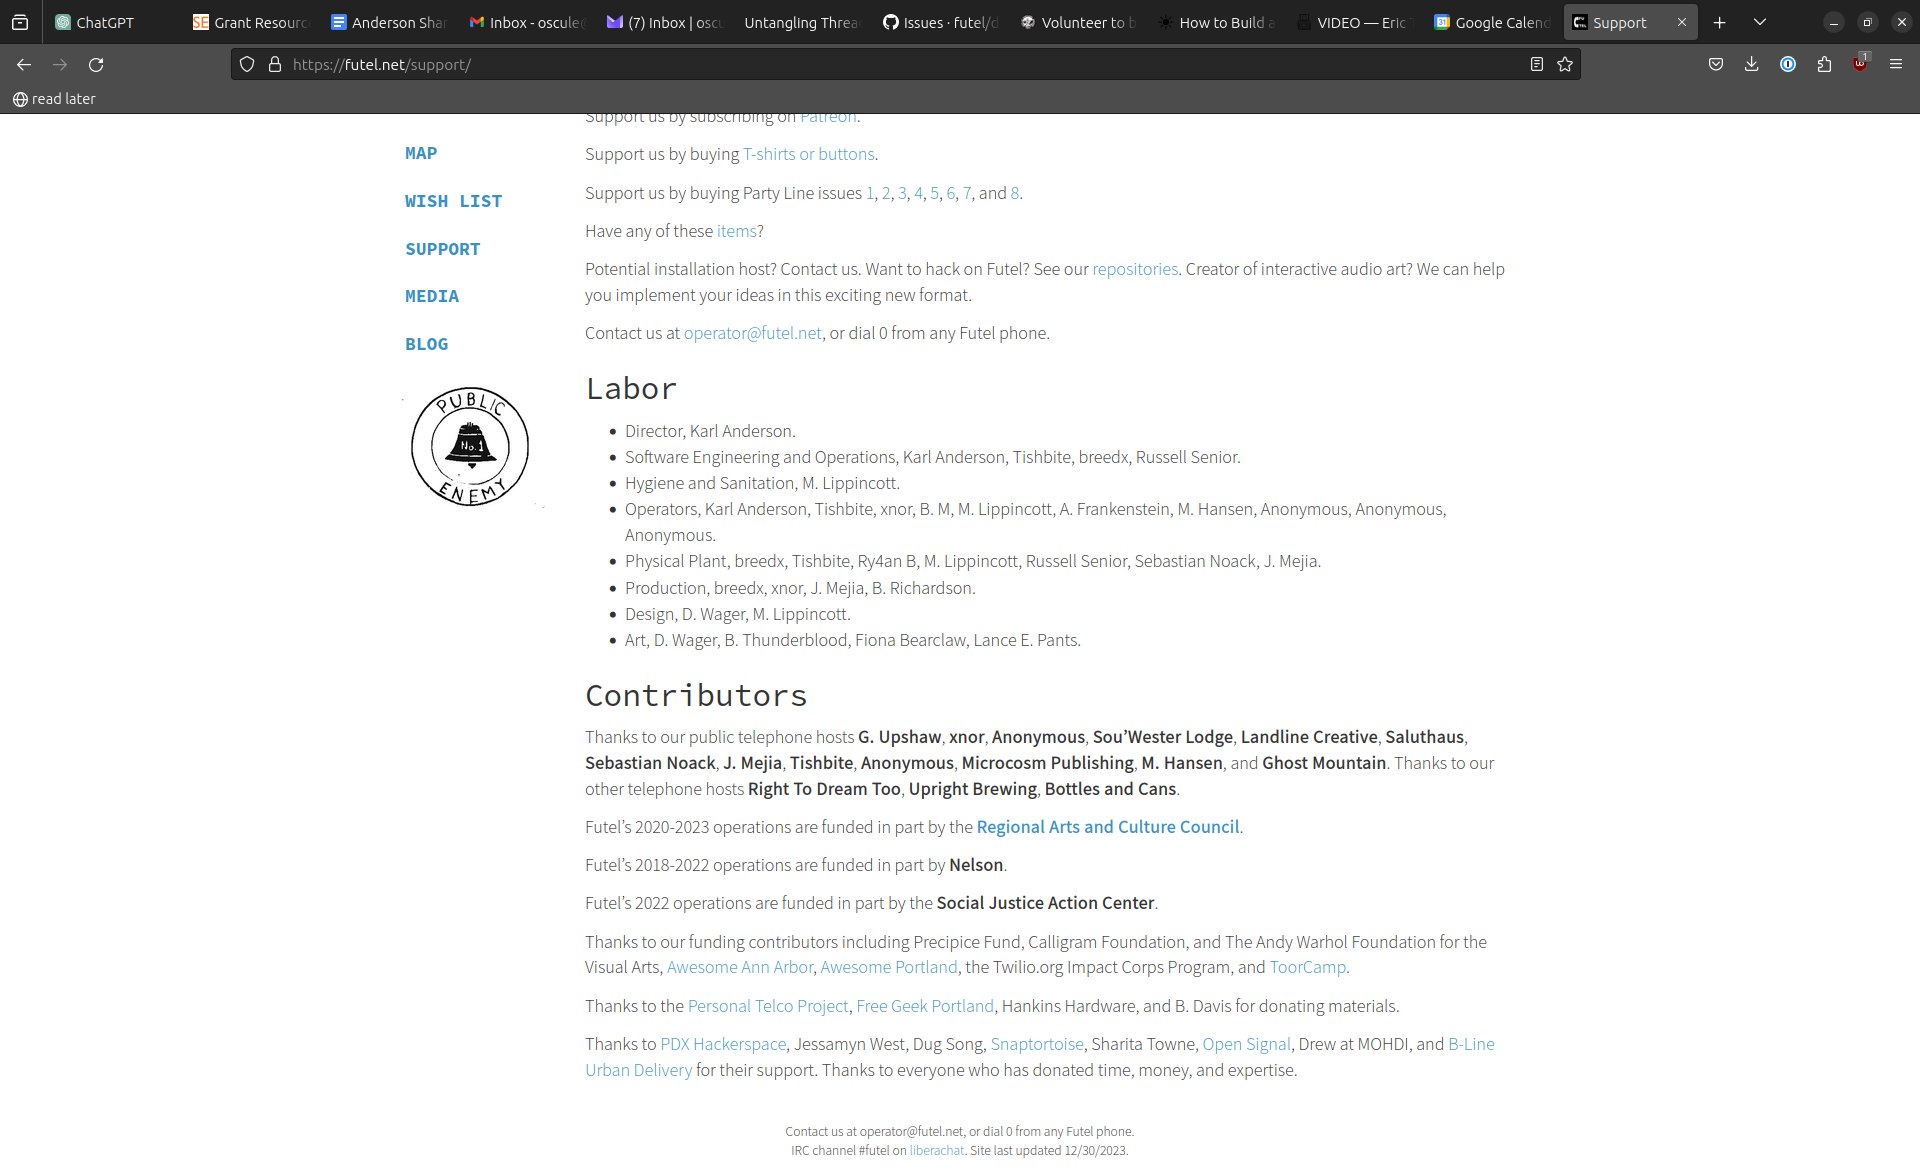 ChatGPT
Grant Resourc
Anderson Shar
Inbox - oscule@
(7) Inbox | oscu
Untangling Threa
Issues · futel/d
Volunteer to b
How to Build a
VIDEO — Eric
Google Calend
Support
https://futel.net/support/
1
read later
Support us by subscribing on Patreon.
MAP
WISH LIST
SUPPORT
MEDIA
BLOG
PUBLIC
No. 1
ENEMY
Support us by buying T-shirts or buttons.
Support us by buying Party Line issues 1, 2, 3, 4, 5, 6, 7, and 8.
Have any of these items?
Potential installation host? Contact us. Want to hack on Futel? See our repositories. Creator of interactive audio art? We can help
you implement your ideas in this exciting new format.
Contact us at operator@futel.net, or dial 0 from any Futel phone.
Labor
• Director, Karl Anderson.
• Software Engineering and Operations, Karl Anderson, Tishbite, breedx, Russell Senior.
• Hygiene and Sanitation, M. Lippincott.
• Operators, Karl Anderson, Tishbite, xnor, B. M, M. Lippincott, A. Frankenstein, M. Hansen, Anonymous, Anonymous,
Anonymous.
• Physical Plant, breedx, Tishbite, Ry4an B, M. Lippincott, Russell Senior, Sebastian Noack, J. Mejia.
• Production, breedx, xnor, J. Mejia, B. Richardson.
• Design, D. Wager, M. Lippincott.
• Art, D. Wager, B. Thunderblood, Fiona Bearclaw, Lance E. Pants.
Contributors
Thanks to our public telephone hosts G. Upshaw, xnor, Anonymous, Sou’Wester Lodge, Landline Creative, Saluthaus,
Sebastian Noack, J. Mejia, Tishbite, Anonymous, Microcosm Publishing, M. Hansen, and Ghost Mountain. Thanks to our
other telephone hosts Right To Dream Too, Upright Brewing, Bottles and Cans.
Futel’s 2020-2023 operations are funded in part by the Regional Arts and Culture Council.
Futel’s 2018-2022 operations are funded in part by Nelson.
Futel’s 2022 operations are funded in part by the Social Justice Action Center.
Thanks to our funding contributors including Precipice Fund, Calligram Foundation, and The Andy Warhol Foundation for the
Visual Arts, Awesome Ann Arbor, Awesome Portland, the Twilio.org Impact Corps Program, and ToorCamp.
Thanks to the Personal Telco Project, Free Geek Portland, Hankins Hardware, and B. Davis for donating materials.
Thanks to PDX Hackerspace, Jessamyn West, Dug Song, Snaptortoise, Sharita Towne, Open Signal, Drew at MOHDI, and B-Line
Urban Delivery for their support. Thanks to everyone who has donated time, money, and expertise.
Contact us at operator@futel.net, or dial 0 from any Futel phone.
IRC channel #futel on liberachat. Site last updated 12/30/2023.